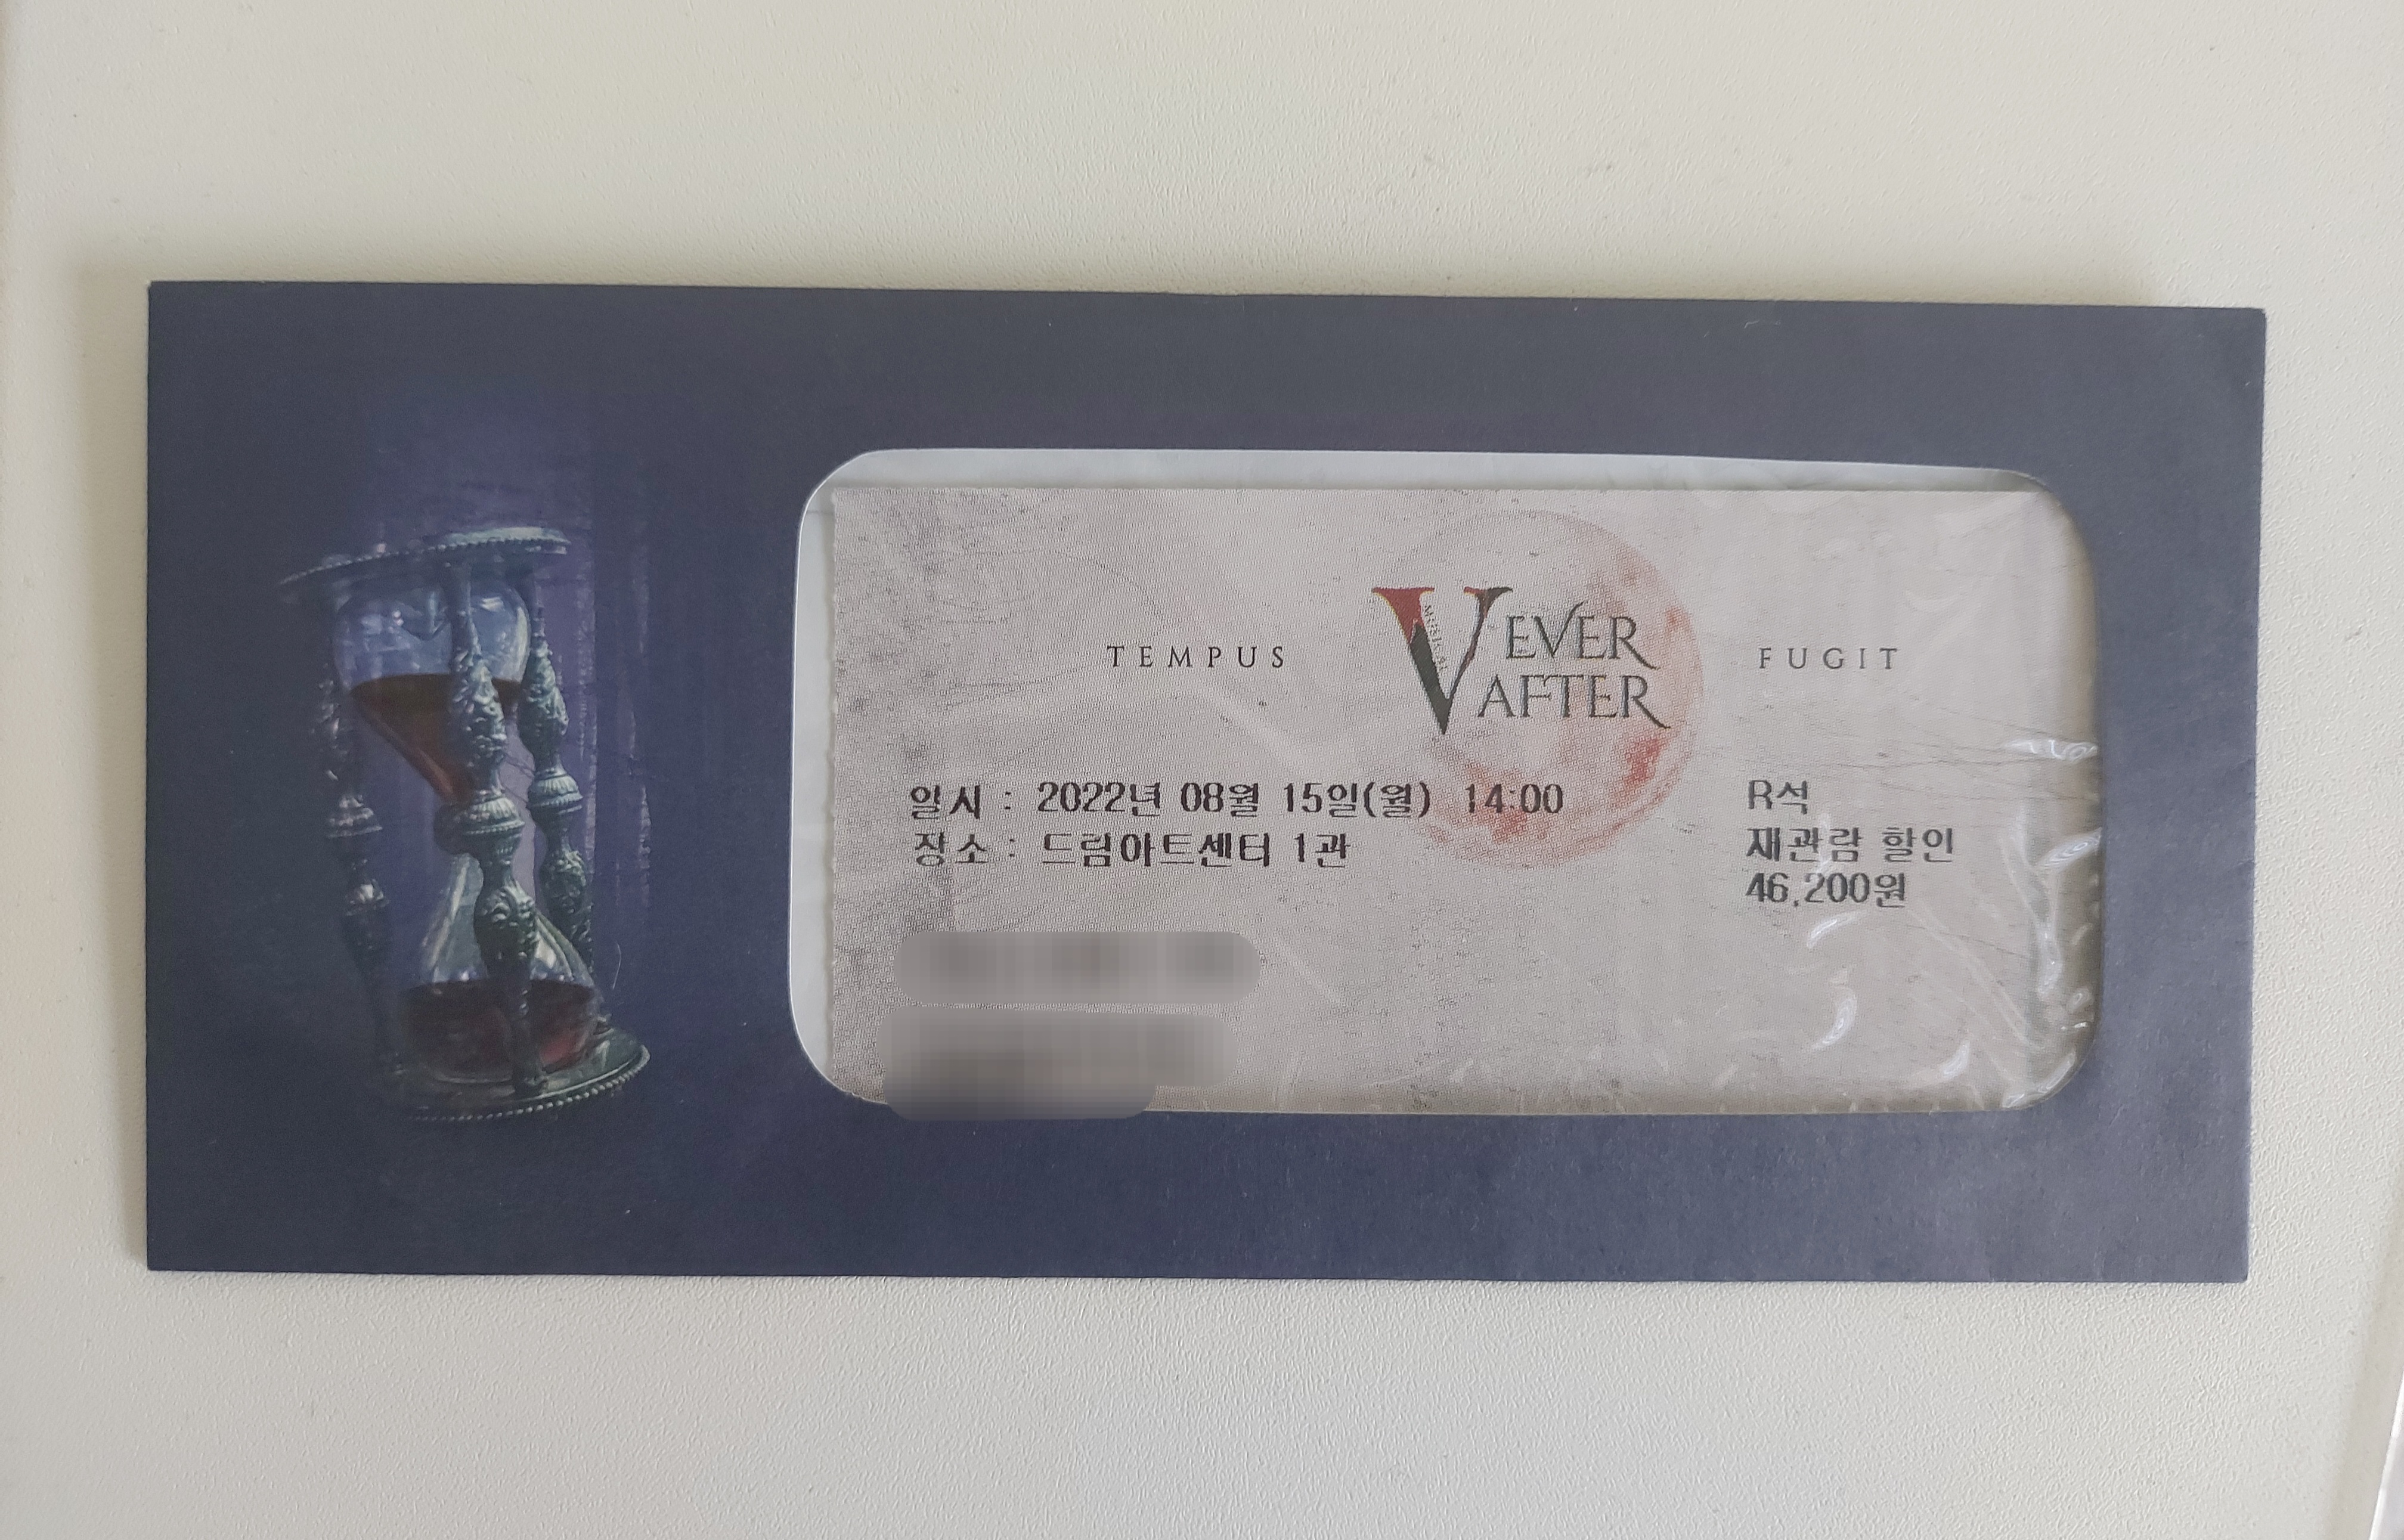 TEMPUS
V EVER
AFTER
MUSICAL
FUGIT
일시 : 2022년 08월 15일(월) 14:00
장소 : 드림아트센터 1관
R석
재관람 할인
46,200원